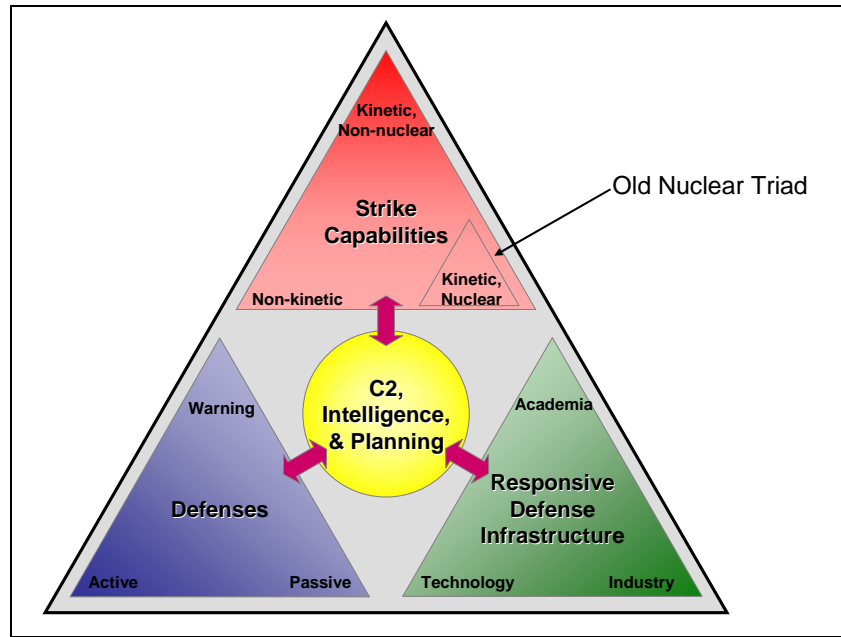 Kinetic,
Non-nuclear
Old Nuclear Triad
Strike
Capabilities
Kinetic,
Nuclear
Non-kinetic
C2,
Intelligence,
& Planning
Warning
Defenses
Active
Passive
Academia
Responsive
Defense
Infrastructure
Technology
Industry